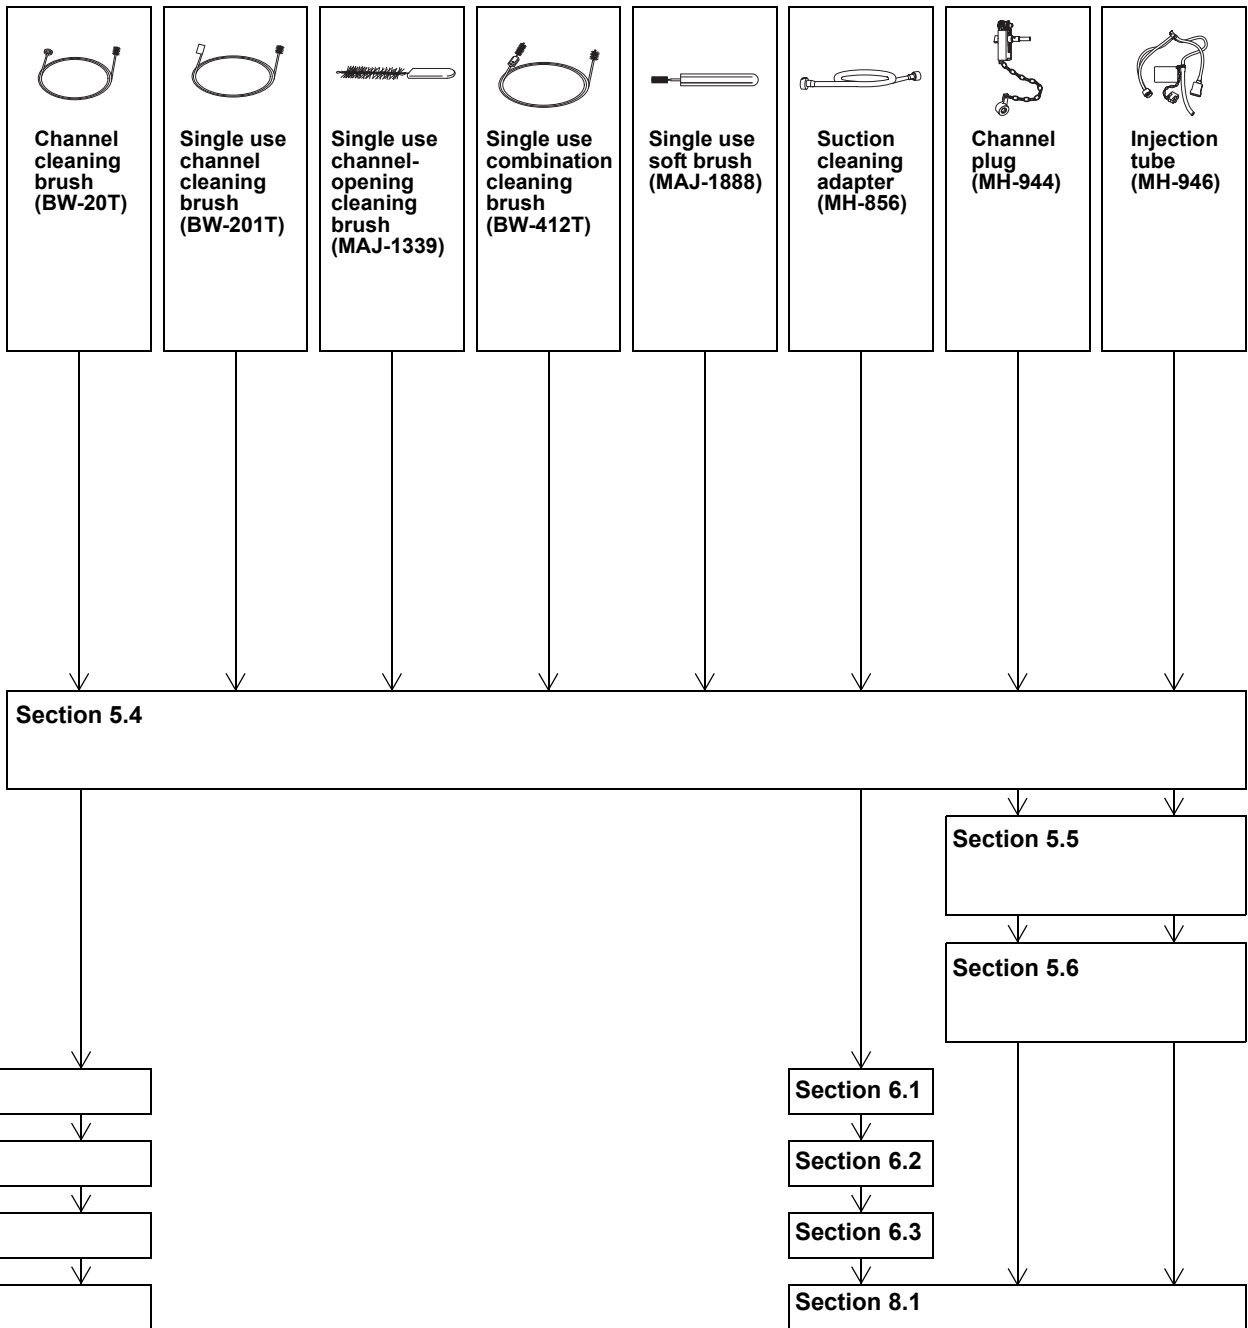 Channel
cleaning
brush
(BW-20T)
Single use
channel
cleaning
brush
(BW-201T)
Single use
channel-
opening
cleaning
brush
(MAJ-1339)
Single use
combination
cleaning
brush
(BW-412T)
Single use
soft brush
(MAJ-1888)
Suction
cleaning
adapter
(MH-856)
Channel
plug
(MH-944)
Injection
tube
(MH-946)
Section 5.4
Section 5.5
Section 5.6
Section 6.1
Section 6.2
Section 6.3
Section 8.1